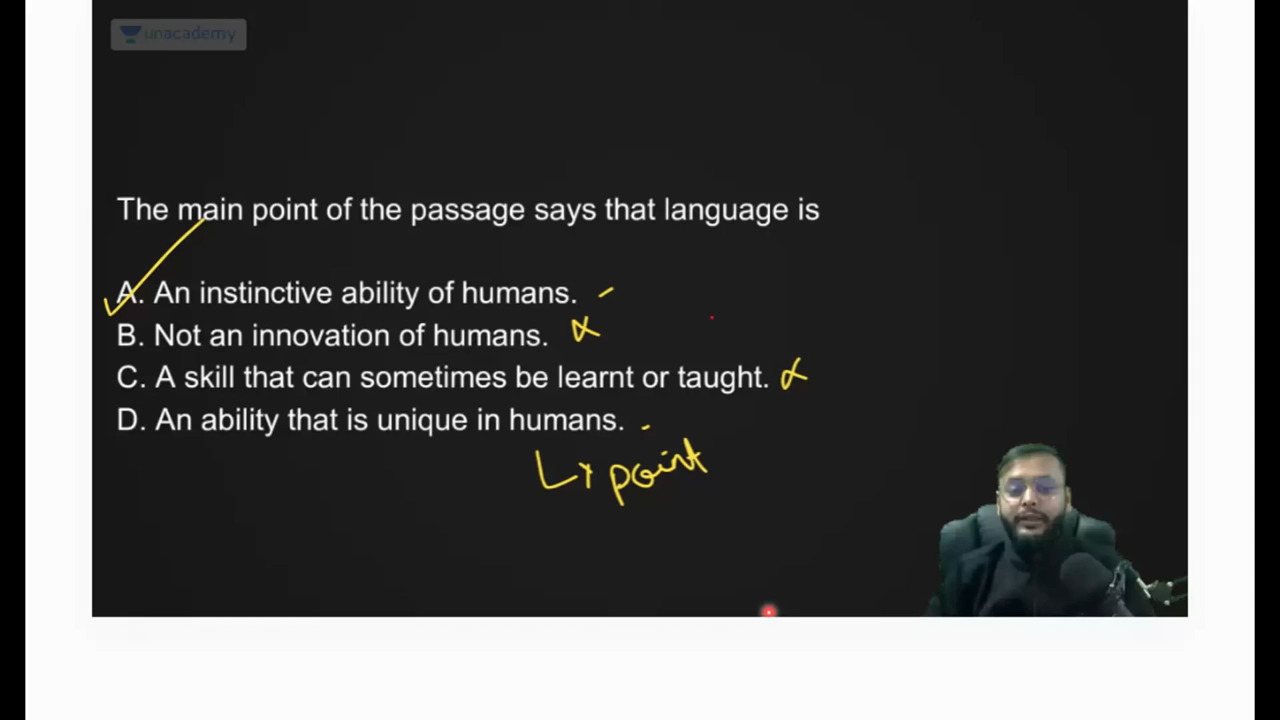 unacademy
The main point of the passage says that language is
A. An instinctive ability of humans.
B. Not an innovation of humans.
C. A skill that can sometimes be learnt or taught.
D. An ability that is unique in humans.
point